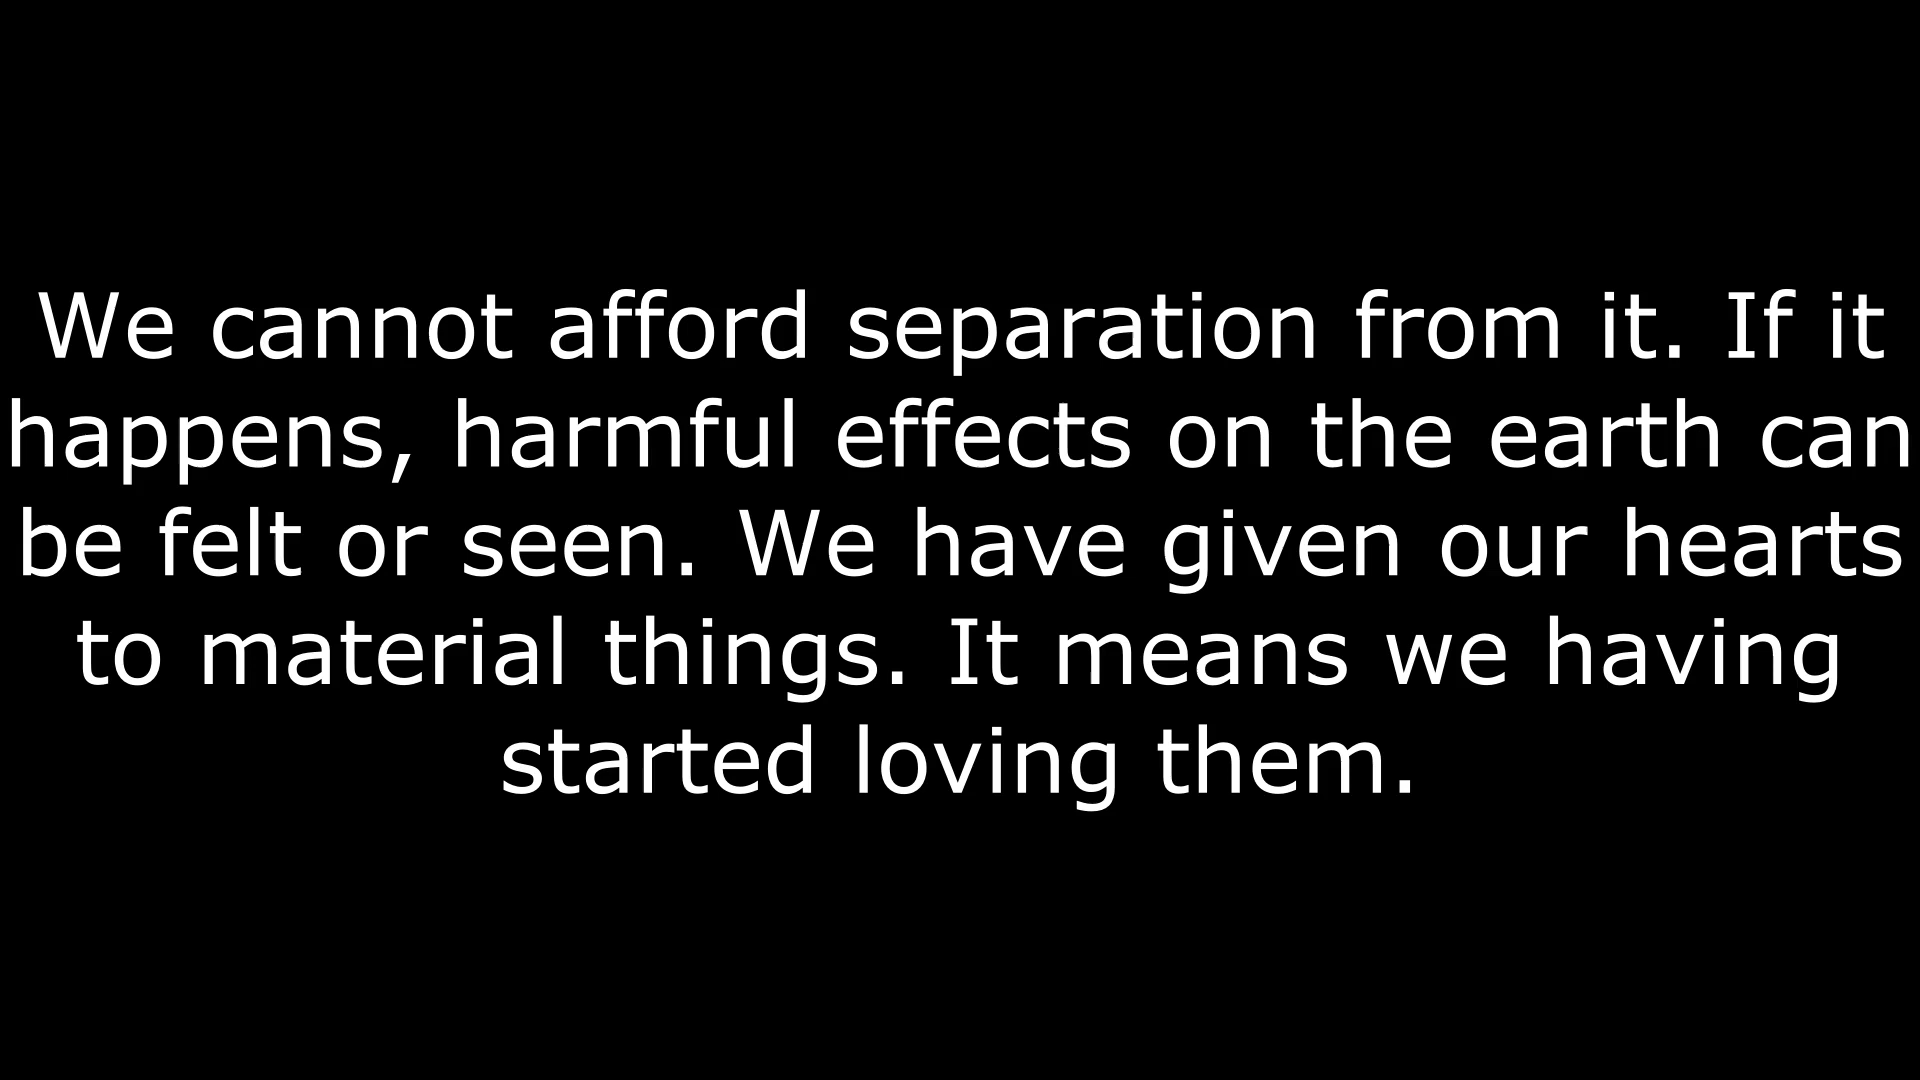 We cannot afford separation from it. If it
happens, harmful effects on the earth can
be felt or seen. We have given our hearts
to material things. It means we having
started loving them.